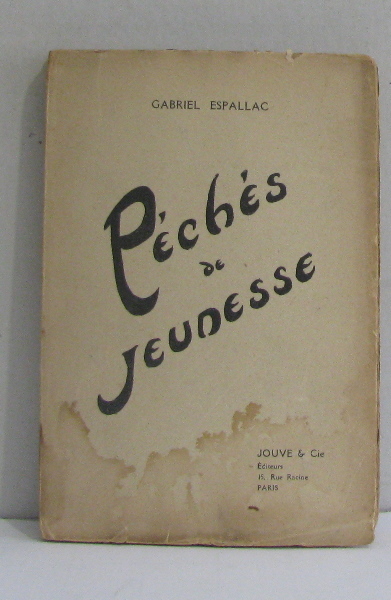 GABRIEL ESPALLAC
Péchés
de
JEUNESSE
JOUVE & Cie
Éditeurs
15, Rue Racine
PARIS